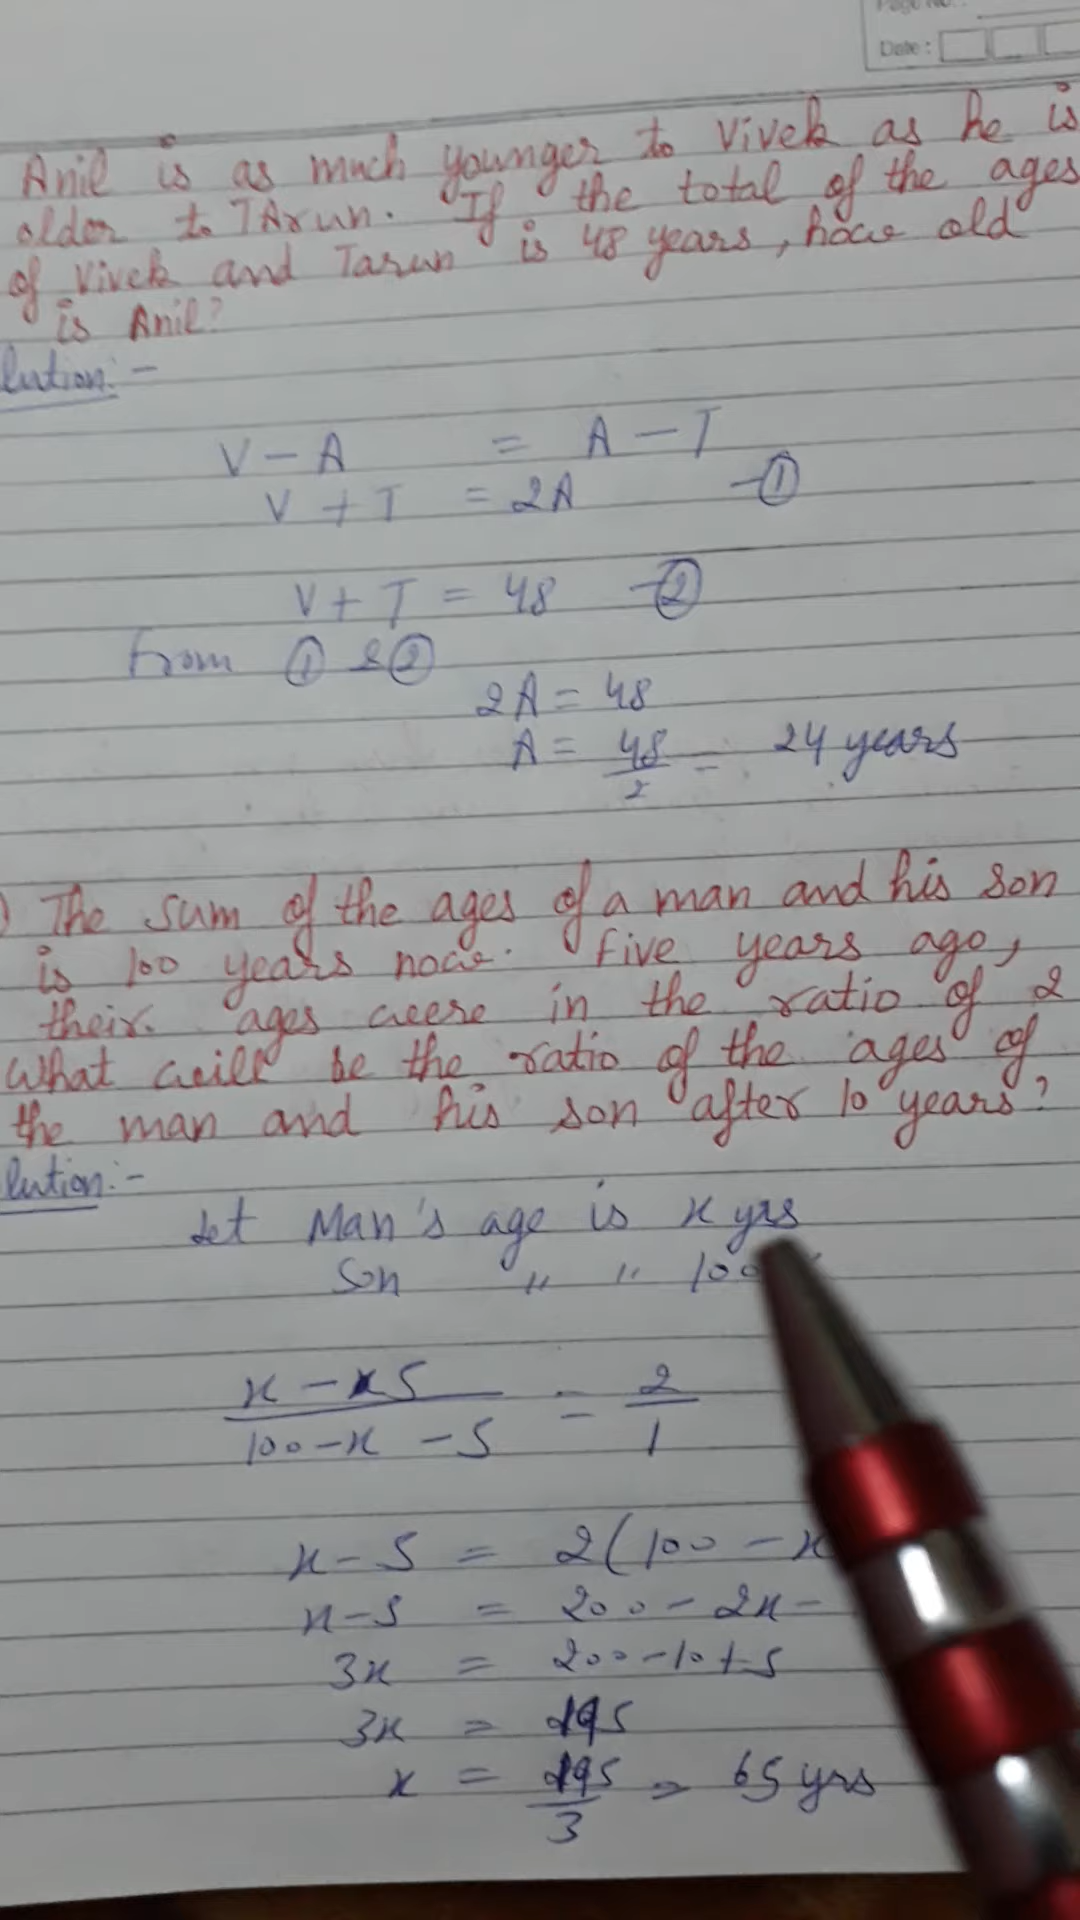 Page No. :
Date :
Anil is as much younger to Vivek as he is
older to TArun. If the total of the ages
of Vivek and Tarun is 48 years, how old
is Anil?
lution:-
V - A = A - T
V + T = 2A -①
V + T = 48 -②
From ① & ②
2A = 48
A = 48/2 = 24 years
) The sum of the ages of a man and his son
is 100 years now. Five years ago,
their ages were in the ratio of 2
What will be the ratio of the ages of
the man and his son after 10 years?
lution:-
Let Man's age is x yrs
Son " " 100
x - 5 / 100 - x - 5 = 2/1
x - 5 = 2(100 - x
x - 5 = 200 - 2x -
3x = 200 - 10 + 5
3x = 195
x = 195/3 = 65 yrs